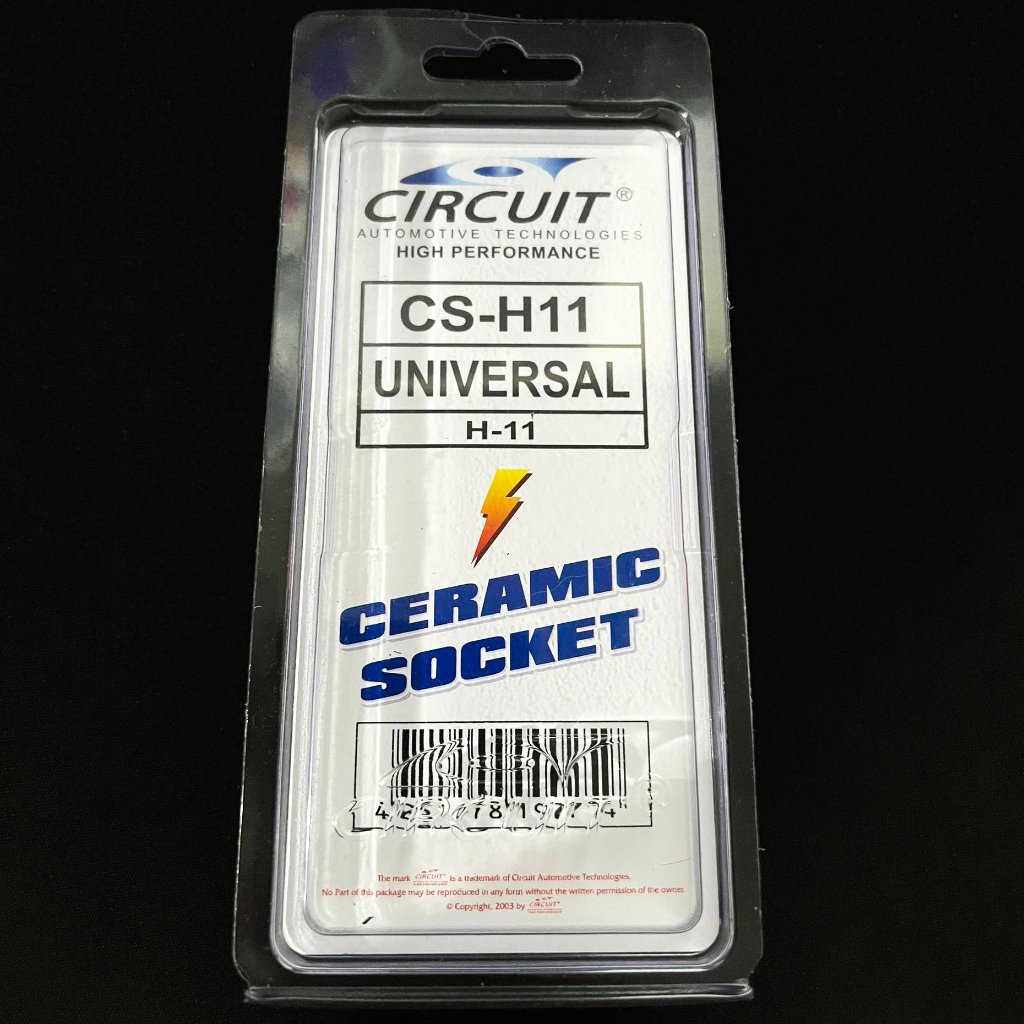 CIRCUIT®
AUTOMOTIVE TECHNOLOGIES
HIGH PERFORMANCE
CS-H11
UNIVERSAL
H-11
CERAMIC
SOCKET
The mark CIRCUIT is a trademark of Circuit Automotive Technologies.
No Part of this package may be reproduced in any form without the written permission of the owner.
© Copyright, 2003 by CIRCUIT